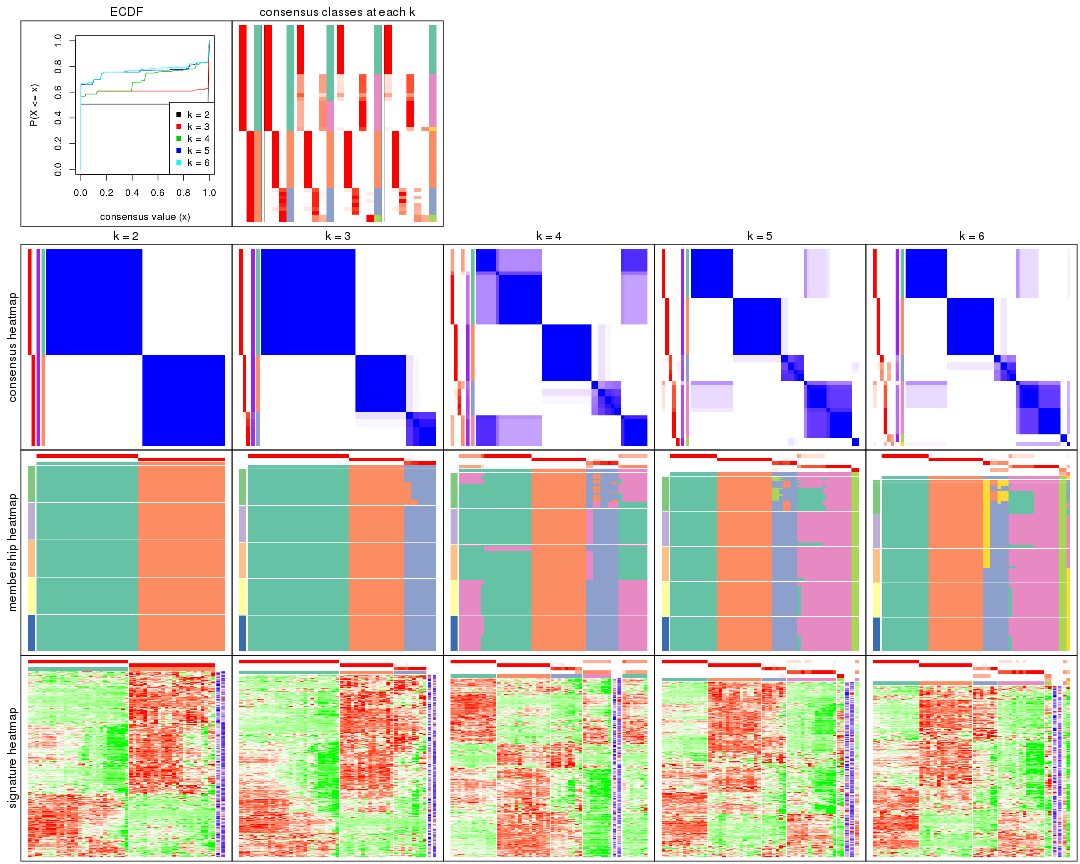 ECDF
consensus classes at each k
P(X <= x)
1.0
0.8
0.6
0.4
0.2
0.0
k = 2
k = 3
k = 4
k = 5
k = 6
0.0 0.2 0.4 0.6 0.8 1.0
consensus value (x)
k = 2
k = 3
k = 4
k = 5
k = 6
consensus heatmap
membership heatmap
signature heatmap